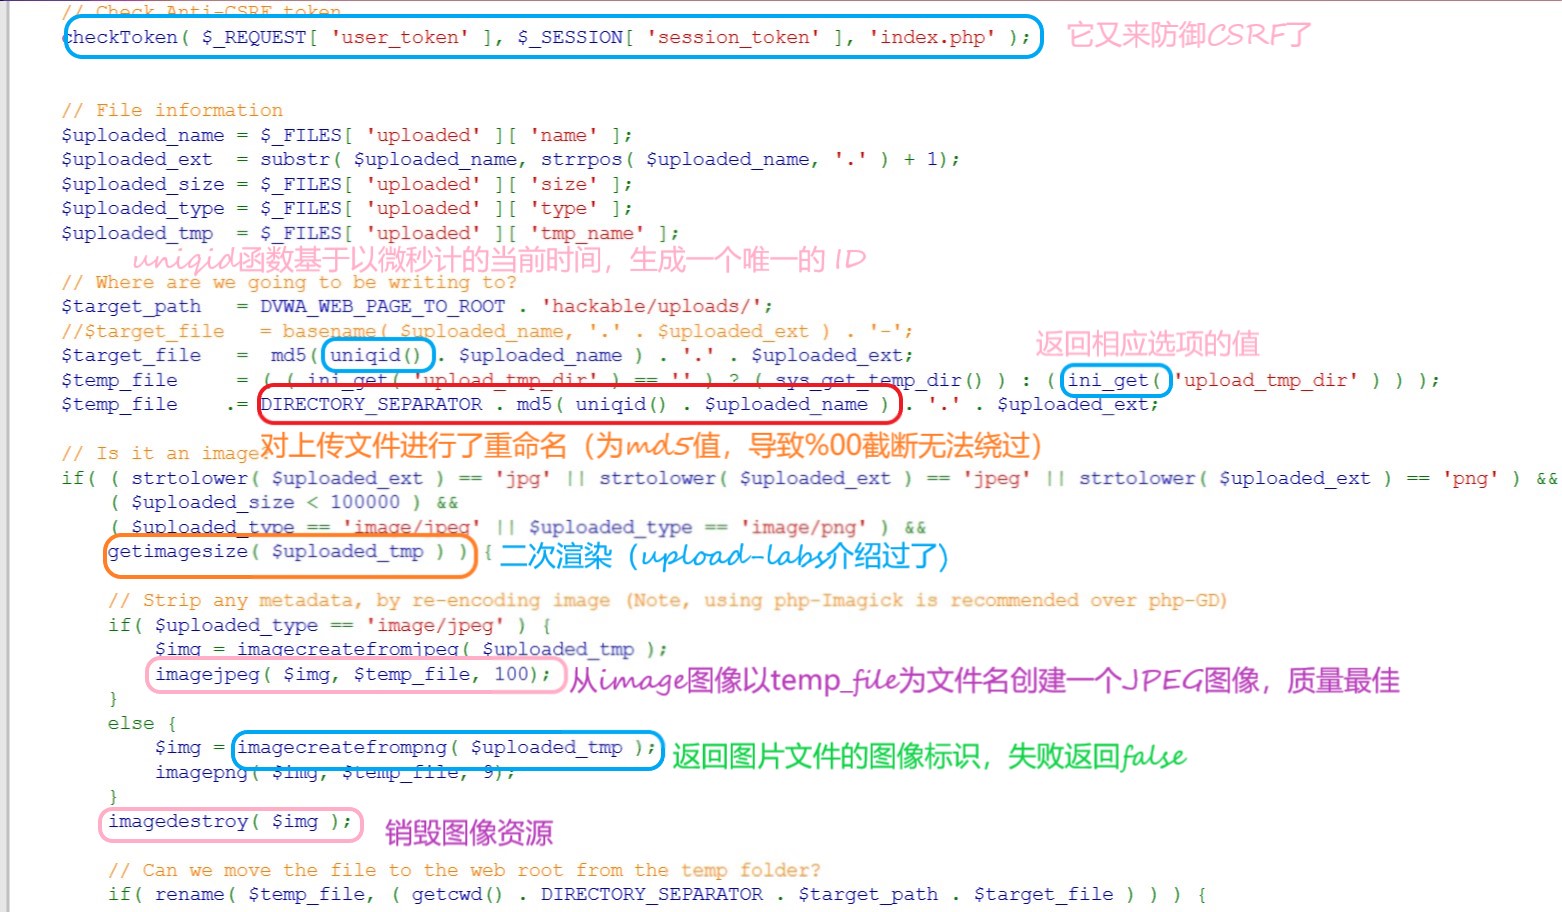 // Check Anti-CSRF token
checkToken( $_REQUEST[ 'user_token' ], $_SESSION[ 'session_token' ], 'index.php' );
它又来防御CSRF了
// File information
$uploaded_name = $_FILES[ 'uploaded' ][ 'name' ];
$uploaded_ext  = substr( $uploaded_name, strrpos( $uploaded_name, '.' ) + 1);
$uploaded_size = $_FILES[ 'uploaded' ][ 'size' ];
$uploaded_type = $_FILES[ 'uploaded' ][ 'type' ];
$uploaded_tmp  = $_FILES[ 'uploaded' ][ 'tmp_name' ];
uniqid函数基于以微秒计的当前时间，生成一个唯一的 ID
// Where are we going to be writing to?
$target_path   = DVWA_WEB_PAGE_TO_ROOT . 'hackable/uploads/';
//$target_file   = basename( $uploaded_name, '.' . $uploaded_ext ) . '-';
返回相应选项的值
$target_file   =  md5( uniqid() . $uploaded_name ) . '.' . $uploaded_ext;
$temp_file     = ( ( ini_get( 'upload_tmp_dir' ) == '' ) ? ( sys_get_temp_dir() ) : ( ini_get( 'upload_tmp_dir' ) ) );
$temp_file    .= DIRECTORY_SEPARATOR . md5( uniqid() . $uploaded_name ) . '.' . $uploaded_ext;
对上传文件进行了重命名（为md5值，导致%00截断无法绕过）
// Is it an image
if( ( strtolower( $uploaded_ext ) == 'jpg' || strtolower( $uploaded_ext ) == 'jpeg' || strtolower( $uploaded_ext ) == 'png' ) &&
( $uploaded_size < 100000 ) &&
( $uploaded_type == 'image/jpeg' || $uploaded_type == 'image/png' ) &&
getimagesize( $uploaded_tmp ) ) {
二次渲染（upload-labs介绍过了）
// Strip any metadata, by re-encoding image (Note, using php-Imagick is recommended over php-GD)
if( $uploaded_type == 'image/jpeg' ) {
$img = imagecreatefromjpeg( $uploaded_tmp );
imagejpeg( $img, $temp_file, 100);
从image图像以temp_file为文件名创建一个JPEG图像，质量最佳
}
else {
$img = imagecreatefrompng( $uploaded_tmp );
返回图片文件的图像标识，失败返回false
imagepng( $img, $temp_file, 9);
}
imagedestroy( $img );
销毁图像资源
// Can we move the file to the web root from the temp folder?
if( rename( $temp_file, ( getcwd() . DIRECTORY_SEPARATOR . $target_path . $target_file ) ) ) {